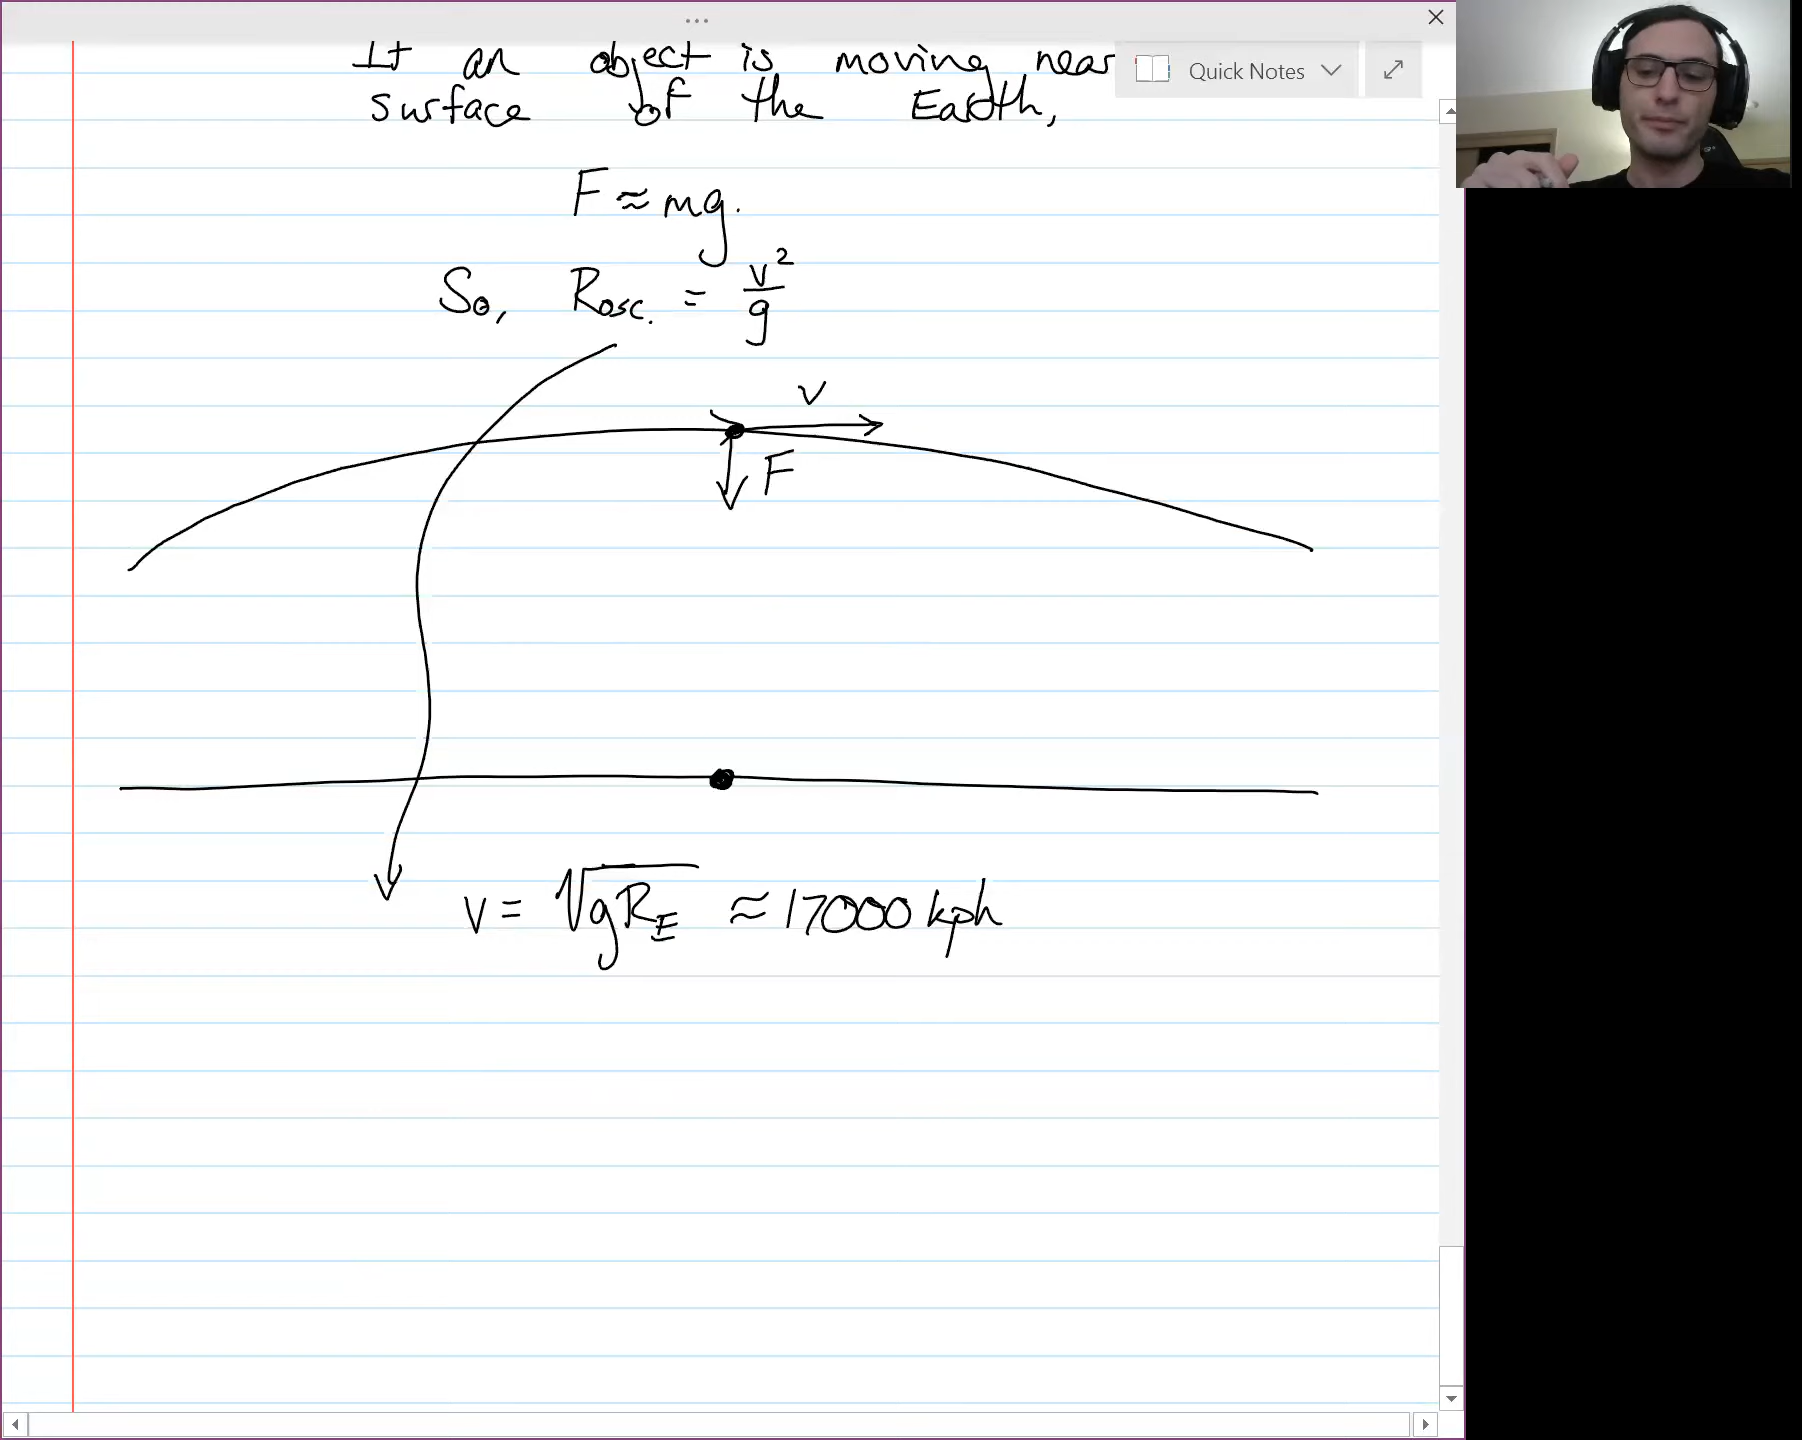 If an object is moving near
Quick Notes
surface of the Earth,
F ≈ mg.
So, Rosc. = v²/g
v
F
v = √gR_E ≈ 17000 kph